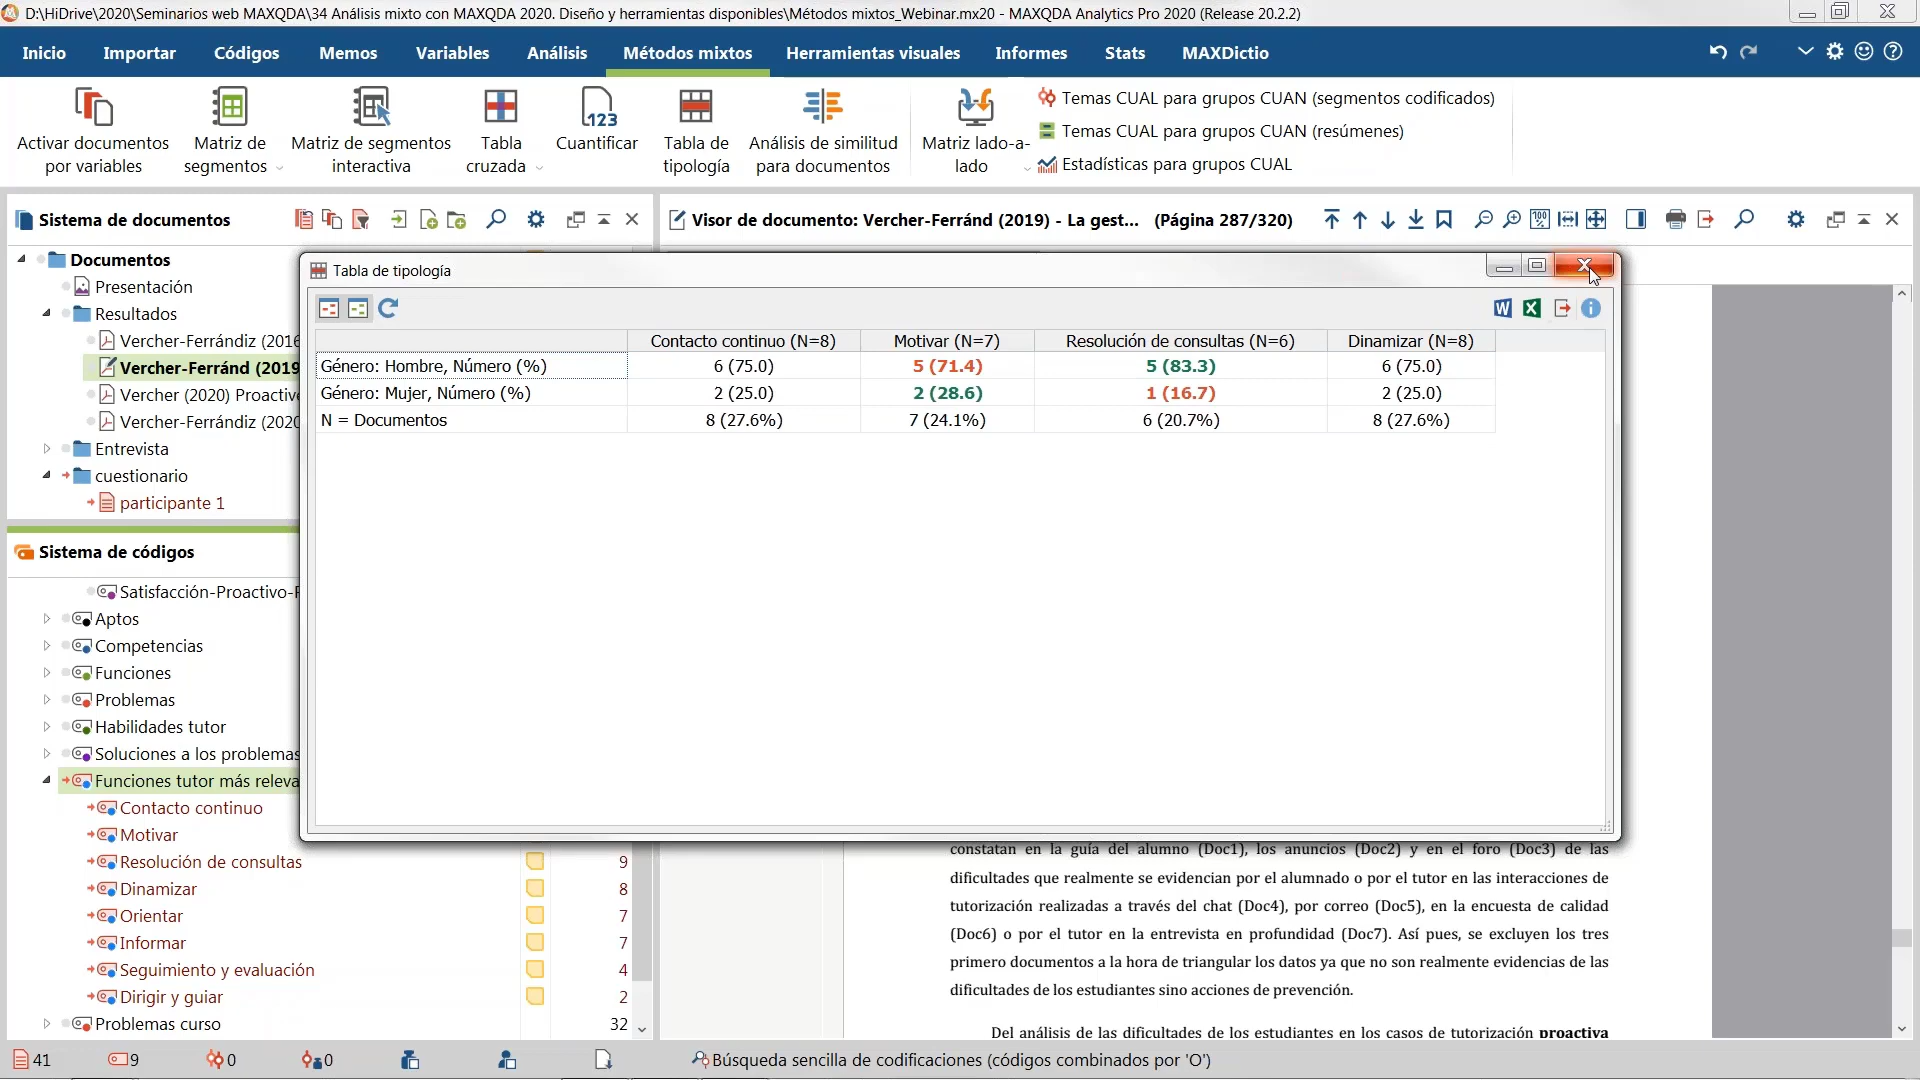 D:\HiDrive\2020\Seminarios web MAXQDA\34 Análisis mixto con MAXQDA 2020. Diseño y herramientas disponibles\Métodos mixtos_Webinar.mx20 - MAXQDA Analytics Pro 2020 (Release 20.2.2)
Inicio Importar Códigos Memos Variables Análisis Métodos mixtos Herramientas visuales Informes Stats MAXDictio
Activar documentos por variables
Matriz de segmentos
Matriz de segmentos interactiva
Tabla cruzada
123
Cuantificar
Tabla de tipología
Análisis de similitud para documentos
Matriz lado-a-lado
Temas CUAL para grupos CUAN (segmentos codificados)
Temas CUAL para grupos CUAN (resúmenes)
Estadísticas para grupos CUAL
Sistema de documentos
Visor de documento: Vercher-Ferránd (2019) - La gest... (Página 287/320)
100%
Documentos
Presentación
Resultados
Vercher-Ferrándiz (2016
Vercher-Ferránd (2019
Vercher (2020) Proactive
Vercher-Ferrándiz (2020
Entrevista
cuestionario
participante 1
Tabla de tipología
Contacto continuo (N=8) Motivar (N=7) Resolución de consultas (N=6) Dinamizar (N=8)
Género: Hombre, Número (%) 6 (75.0) 5 (71.4) 5 (83.3) 6 (75.0)
Género: Mujer, Número (%) 2 (25.0) 2 (28.6) 1 (16.7) 2 (25.0)
N = Documentos 8 (27.6%) 7 (24.1%) 6 (20.7%) 8 (27.6%)
Sistema de códigos
Satisfacción-Proactivo-
Aptos
Competencias
Funciones
Problemas
Habilidades tutor
Soluciones a los problemas
Funciones tutor más releva
Contacto continuo
Motivar
Resolución de consultas 9
Dinamizar 8
Orientar 7
Informar 7
Seguimiento y evaluación 4
Dirigir y guiar 2
Problemas curso 32
constatan en la guía del alumno (Doc1), los anuncios (Doc2) y en el foro (Doc3) de las
dificultades que realmente se evidencian por el alumnado o por el tutor en las interacciones de
tutorización realizadas a través del chat (Doc4), por correo (Doc5), en la encuesta de calidad
(Doc6) o por el tutor en la entrevista en profundidad (Doc7). Así pues, se excluyen los tres
primero documentos a la hora de triangular los datos ya que no son realmente evidencias de las
dificultades de los estudiantes sino acciones de prevención.
Del análisis de las dificultades de los estudiantes en los casos de tutorización proactiva
41 9 0 0 Búsqueda sencilla de codificaciones (códigos combinados por 'O')